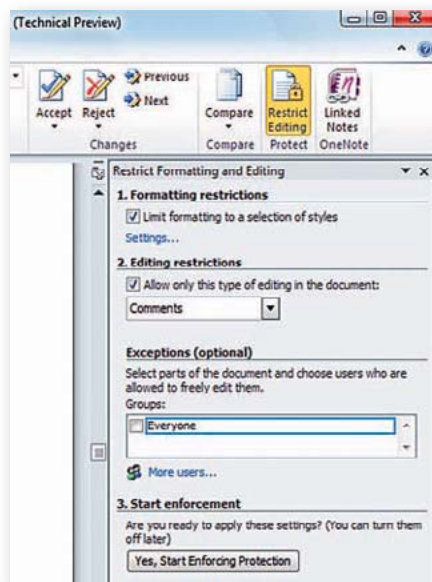 (Technical Preview)
Previous
Next
Accept
Reject
Compare
Restrict
Editing
Linked
Notes
Changes
Compare
Protect
OneNote
Restrict Formatting and Editing
1. Formatting restrictions
Limit formatting to a selection of styles
Settings...
2. Editing restrictions
Allow only this type of editing in the document:
Comments
Exceptions (optional)
Select parts of the document and choose users who are
allowed to freely edit them.
Groups:
Everyone
More users...
3. Start enforcement
Are you ready to apply these settings? (You can turn them
off later)
Yes, Start Enforcing Protection